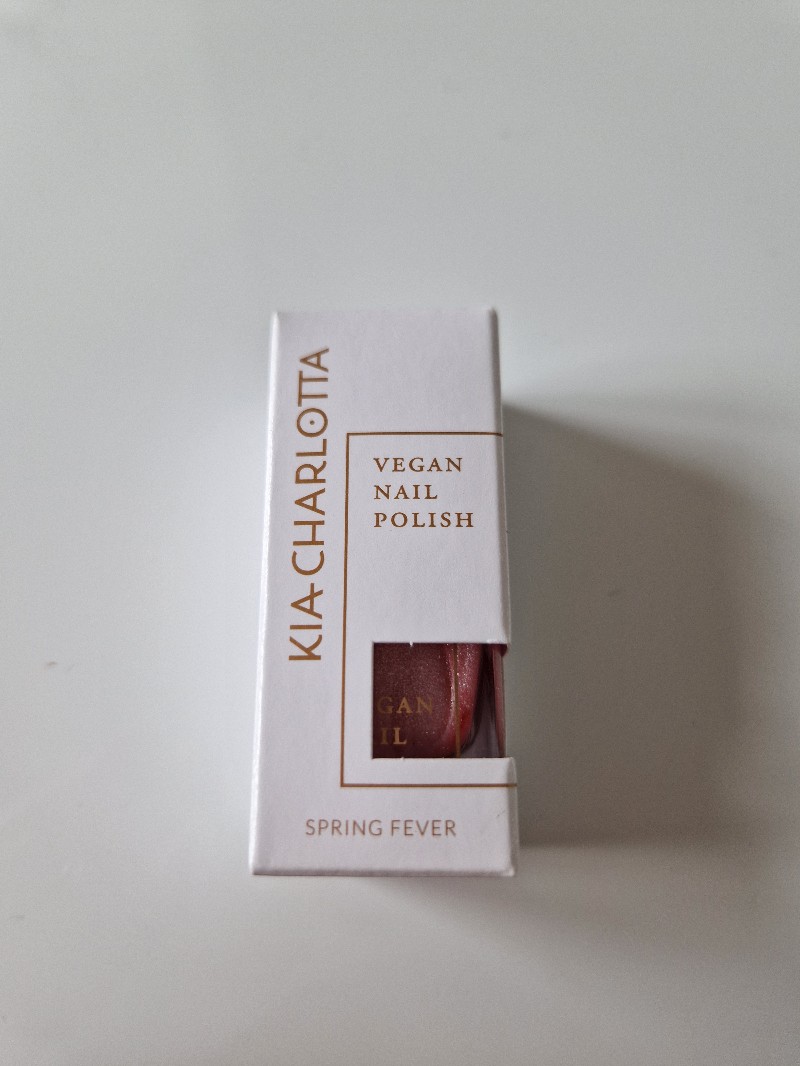 KIA-CHARLOTTA
VEGAN
NAIL
POLISH
GAN
IL
SPRING FEVER